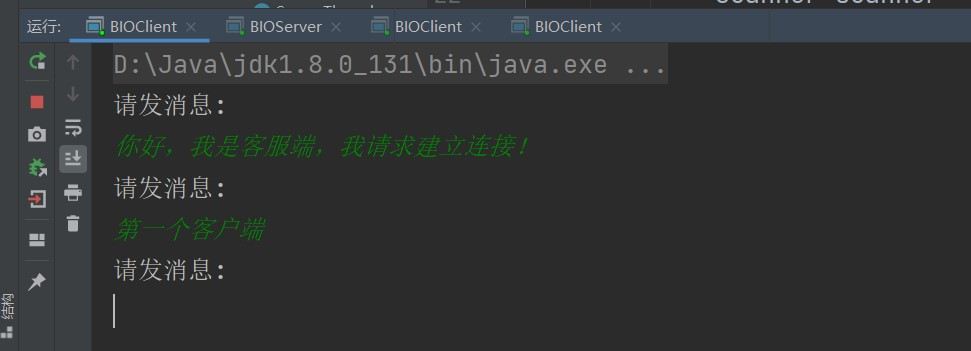 运行:
BIOClient
BIOServer
BIOClient
BIOClient
D:\Java\jdk1.8.0_131\bin\java.exe ...
请发消息:
你好，我是客服端，我请求建立连接！
请发消息:
第一个客户端
请发消息:
结构